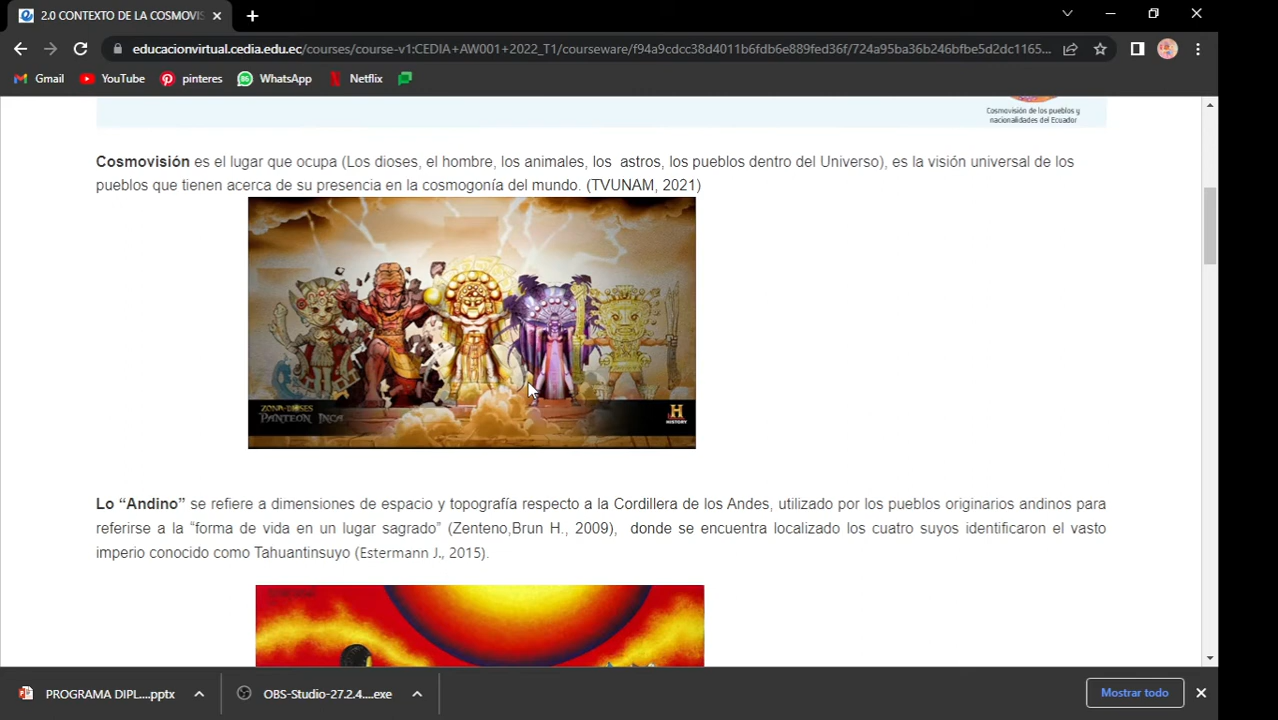 2.0 CONTEXTO DE LA COSMOVIS
educacionvirtual.cedia.edu.ec/courses/course-v1:CEDIA+AW001+2022_T1/courseware/f94a9cdcc38d4011b6fdb6e889fed36f/724a95ba36b246bfbe5d2dc1165...
Gmail YouTube pinteres WhatsApp Netflix
Cosmovisión de los pueblos y
nacionalidades del Ecuador
Cosmovisión es el lugar que ocupa (Los dioses, el hombre, los animales, los astros, los pueblos dentro del Universo), es la visión universal de los
pueblos que tienen acerca de su presencia en la cosmogonía del mundo. (TVUNAM, 2021)
ZONA DIOSES
PANTEON INCA
H
HISTORY
Lo “Andino” se refiere a dimensiones de espacio y topografía respecto a la Cordillera de los Andes, utilizado por los pueblos originarios andinos para
referirse a la “forma de vida en un lugar sagrado” (Zenteno,Brun H., 2009), donde se encuentra localizado los cuatro suyos identificaron el vasto
imperio conocido como Tahuantinsuyo (Estermann J., 2015).
PROGRAMA DIPL....pptx OBS-Studio-27.2.4....exe Mostrar todo